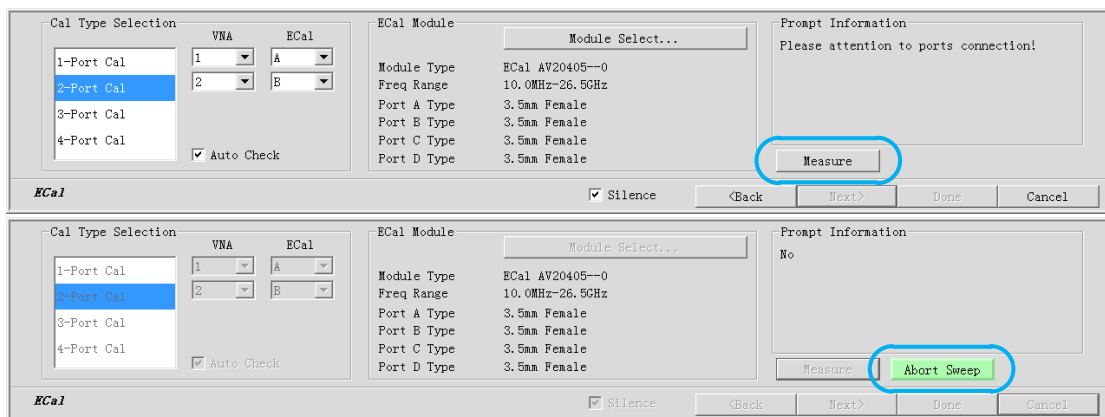 Cal Type Selection
VNA ECal
1-Port Cal
2-Port Cal
3-Port Cal
4-Port Cal
1 A
2 B
Auto Check
ECal Module
Module Select...
Module Type ECal AV20405--0
Freq Range 10.0MHz-26.5GHz
Port A Type 3.5mm Female
Port B Type 3.5mm Female
Port C Type 3.5mm Female
Port D Type 3.5mm Female
Prompt Information
Please attention to ports connection!
Measure
ECal
Silence
<Back Next> Done Cancel
Cal Type Selection
VNA ECal
1-Port Cal
2-Port Cal
3-Port Cal
4-Port Cal
1 A
2 B
Auto Check
ECal Module
Module Select...
Module Type ECal AV20405--0
Freq Range 10.0MHz-26.5GHz
Port A Type 3.5mm Female
Port B Type 3.5mm Female
Port C Type 3.5mm Female
Port D Type 3.5mm Female
Prompt Information
No
Measure Abort Sweep
ECal
Silence
<Back Next> Done Cancel